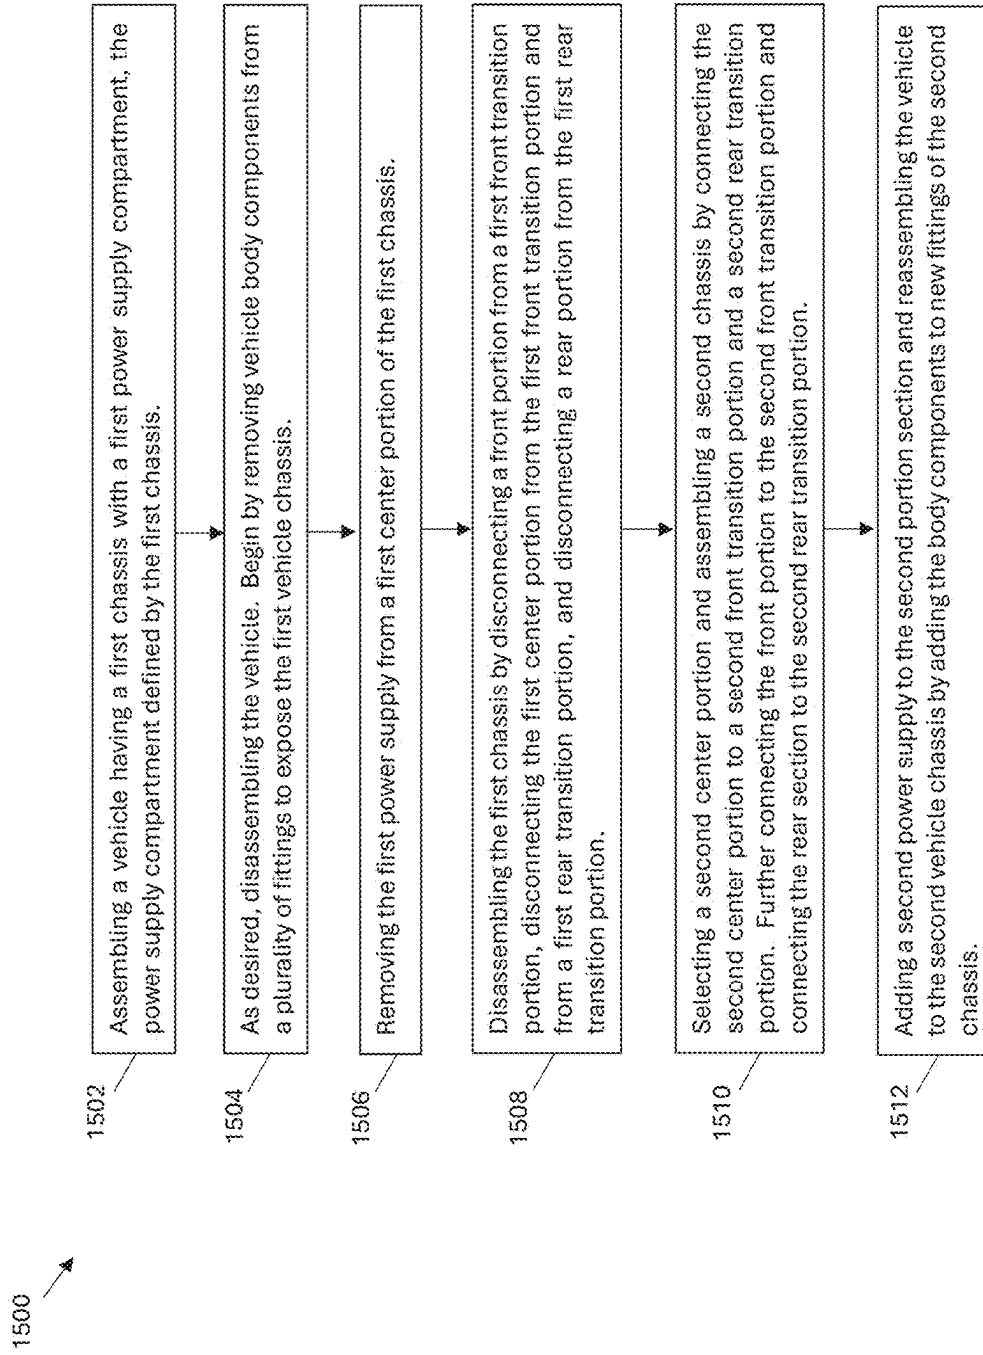 1500
1502
Assembling a vehicle having a first chassis with a first power supply compartment, the
power supply compartment defined by the first chassis.
1504
As desired, disassembling the vehicle. Begin by removing vehicle body components from
a plurality of fittings to expose the first vehicle chassis.
1506
Removing the first power supply from a first center portion of the first chassis.
1508
Disassembling the first chassis by disconnecting a front portion from a first front transition
portion, disconnecting the first center portion from the first front transition portion and
from a first rear transition portion, and disconnecting a rear portion from the first rear
transition portion.
1510
Selecting a second center portion and assembling a second chassis by connecting the
second center portion to a second front transition portion and a second rear transition
portion. Further connecting the front portion to the second front transition portion and
connecting the rear section to the second rear transition portion.
1512
Adding a second power supply to the second portion section and reassembling the vehicle
to the second vehicle chassis by adding the body components to new fittings of the second
chassis.